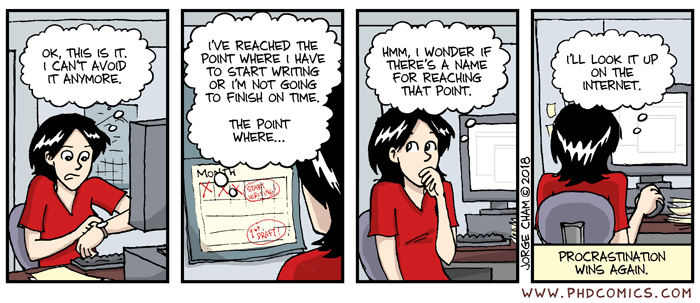 OK, THIS IS IT.
I CAN'T AVOID
IT ANYMORE.
I'VE REACHED THE
POINT WHERE I HAVE
TO START WRITING
OR I'M NOT GOING
TO FINISH ON TIME.
THE POINT
WHERE...
MONTH
START
WRITING!
1st
DRAFT!
HMM, I WONDER IF
THERE'S A NAME
FOR REACHING
THAT POINT.
JORGE CHAM © 2018
I'LL LOOK IT UP
ON THE
INTERNET.
PROCRASTINATION
WINS AGAIN.
WWW.PHDCOMICS.COM